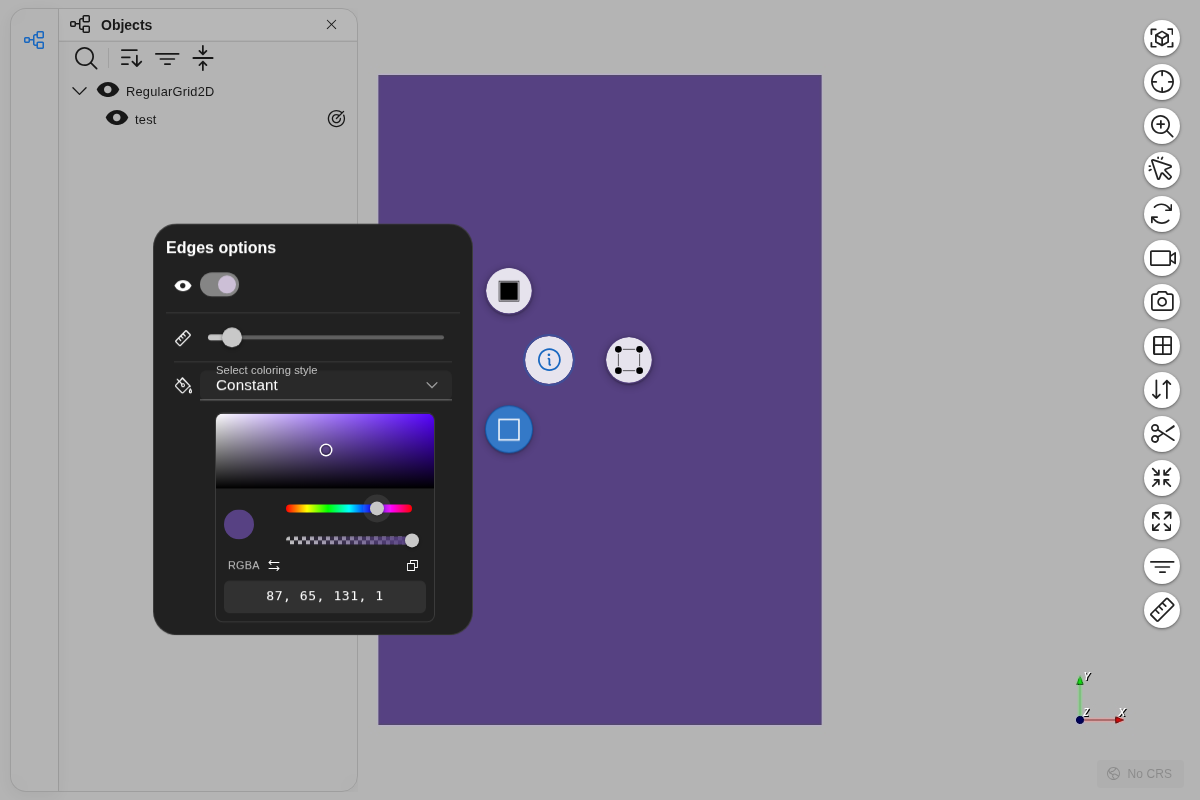 Objects
RegularGrid2D
test
Edges options
Select coloring style
Constant
RGBA
87, 65, 131, 1
Y
Z X
No CRS